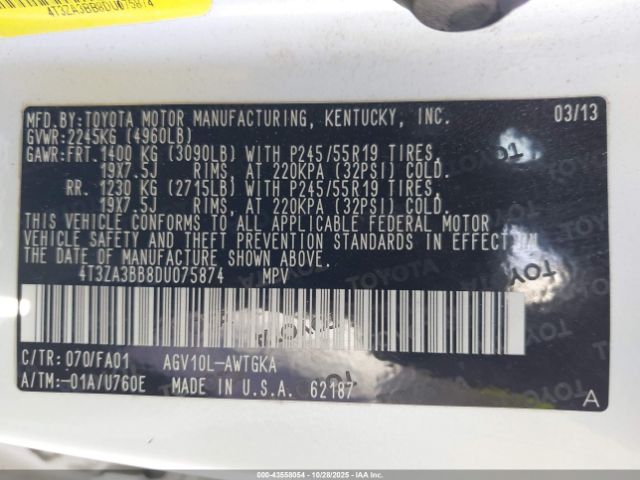 4T3ZA3BB8DU075874
MFD.BY:TOYOTA MOTOR MANUFACTURING, KENTUCKY, INC. 03/13
GVWR:2245KG (4960LB)
GAWR:FRT. 1400 KG (3090LB) WITH P245/55R19 TIRES,
19X7.5J RIMS, AT 220KPA (32PSI) COLD.
RR. 1230 KG (2715LB) WITH P245/55R19 TIRES,
19X7.5J RIMS, AT 220KPA (32PSI) COLD.
THIS VEHICLE CONFORMS TO ALL APPLICABLE FEDERAL MOTOR
VEHICLE SAFETY AND THEFT PREVENTION STANDARDS IN EFFECT ON
THE DATE OF MANUFACTURE SHOWN ABOVE.
4T3ZA3BB8DU075874 MPV
C/TR: 070/FA01 AGV10L-AWTGKA
A/TM:-01A/U760E MADE IN U.S.A. 62187 A
000-43558054 | 10/28/2025 | IAAI.COM